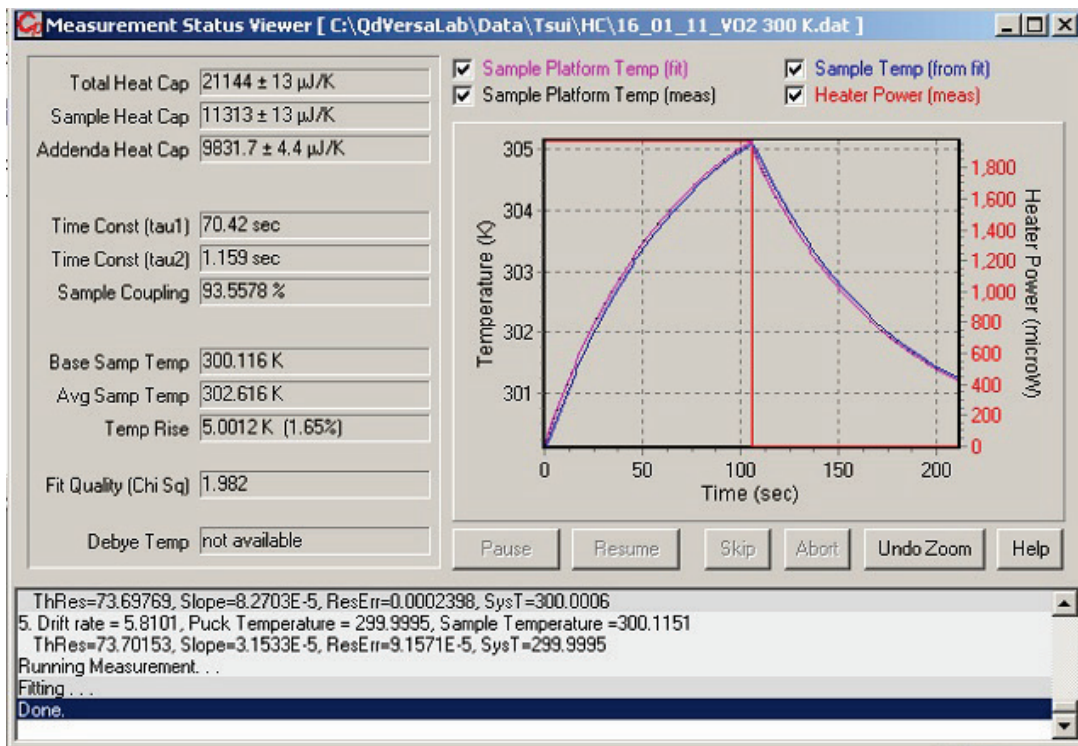 Measurement Status Viewer [ C:\QdVersaLab\Data\Tsui\HC\16_01_11_VO2 300 K.dat ]
Total Heat Cap 21144 ± 13 µJ/K
Sample Heat Cap 11313 ± 13 µJ/K
Addenda Heat Cap 9831.7 ± 4.4 µJ/K
Time Const (tau1) 70.42 sec
Time Const (tau2) 1.159 sec
Sample Coupling 93.5578 %
Base Samp Temp 300.116 K
Avg Samp Temp 302.616 K
Temp Rise 5.0012 K (1.65%)
Fit Quality (Chi Sq) 1.982
Debye Temp not available
Sample Platform Temp (fit) Sample Temp (from fit)
Sample Platform Temp (meas) Heater Power (meas)
305
304
303
302
301
Temperature (K)
0 50 100 150 200
Time (sec)
1,800
1,600
1,400
1,200
1,000
800
600
400
200
0
Heater Power (microW)
Pause Resume Skip Abort Undo Zoom Help
ThRes=73.69769, Slope=8.2703E-5, ResErr=0.0002398, SysT=300.0006
5. Drift rate = 5.8101, Puck Temperature = 299.9995, Sample Temperature =300.1151
ThRes=73.70153, Slope=3.1533E-5, ResErr=9.1571E-5, SysT=299.9995
Running Measurement. . .
Fitting . . .
Done.